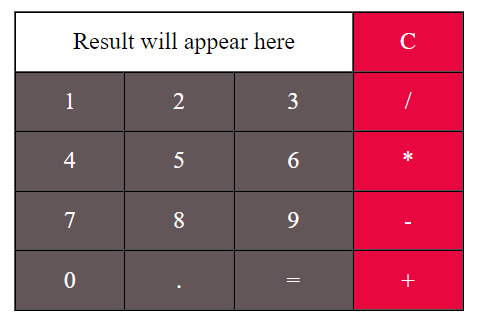 Result will appear here C
1 2 3 /
4 5 6 *
7 8 9 -
0 . = +